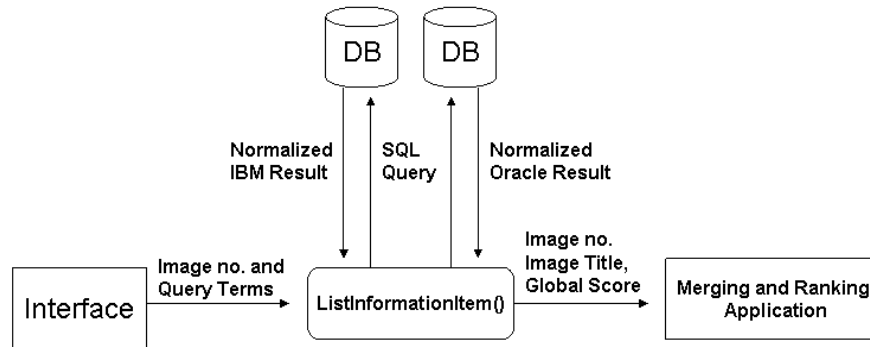 DB
DB
Normalized
IBM Result
SQL
Query
Normalized
Oracle Result
Image no. and
Query Terms
Image no.
Image Title,
Global Score
Interface
ListInformationItem()
Merging and Ranking
Application